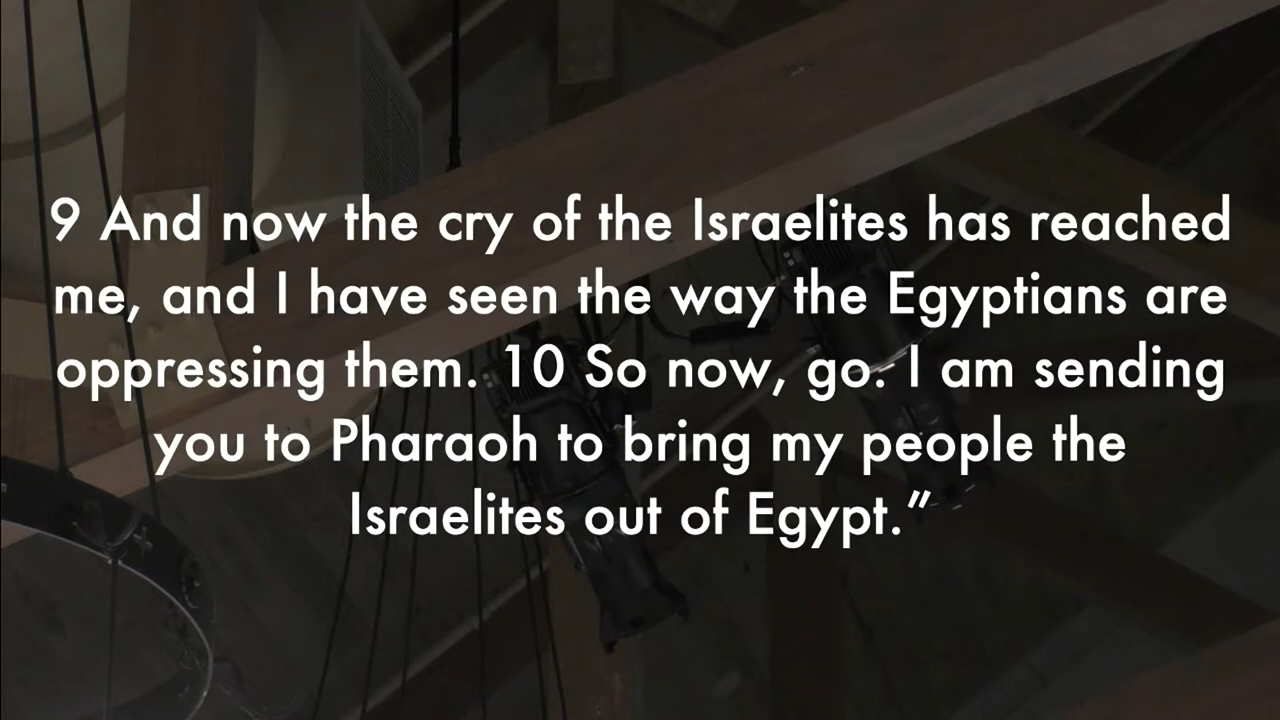 9 And now the cry of the Israelites has reached
me, and I have seen the way the Egyptians are
oppressing them. 10 So now, go. I am sending
you to Pharaoh to bring my people the
Israelites out of Egypt.”